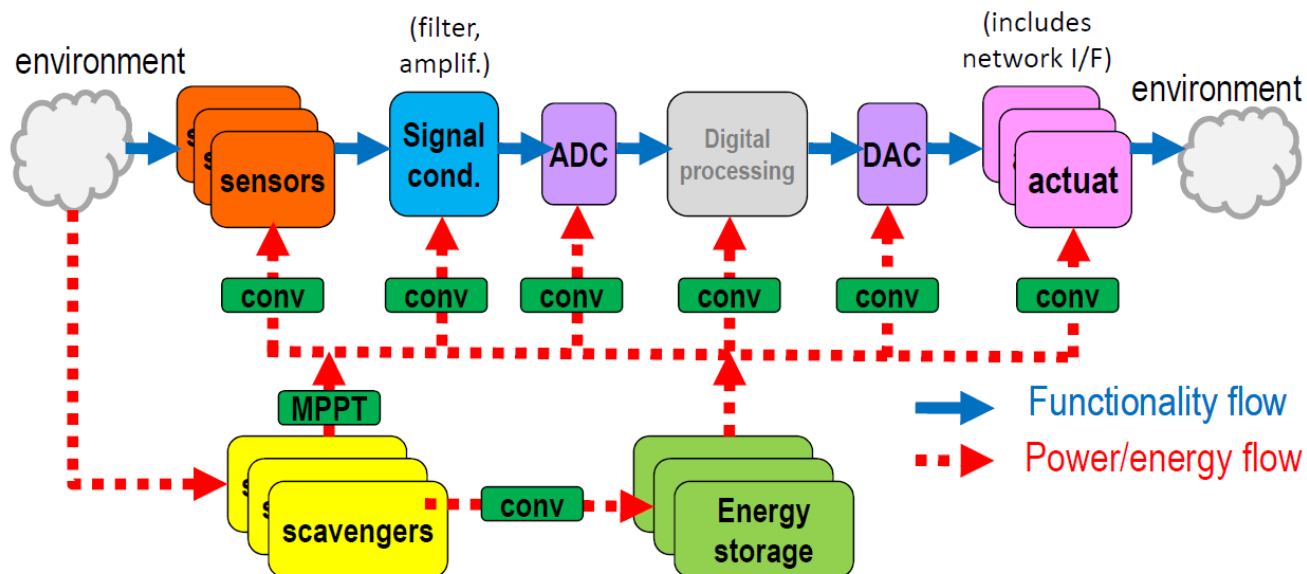 (filter,
amplif.)
(includes
network I/F)
environment
environment
s
s
sensors
Signal
cond.
ADC
Digital
processing
DAC
a
actuat
conv
conv
conv
conv
conv
conv
MPPT
Functionality flow
Power/energy flow
s
s
scavengers
conv
Energy
storage